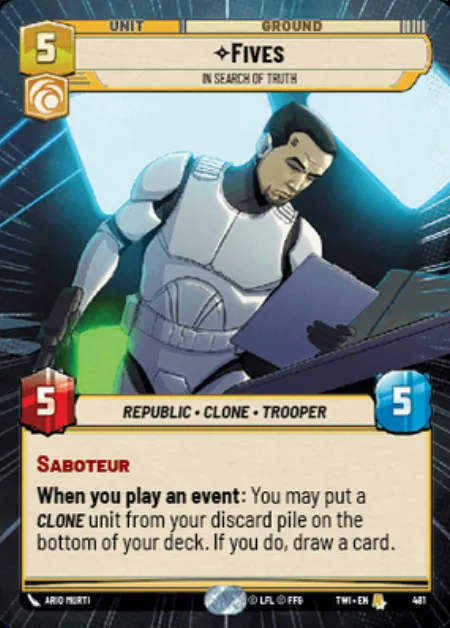 UNIT
GROUND
5
FIVES
IN SEARCH OF TRUTH
5
REPUBLIC • CLONE • TROOPER
5
SABOTEUR
When you play an event: You may put a
CLONE unit from your discard pile on the
bottom of your deck. If you do, draw a card.
ARIO MURTI
© LFL © FFG
TWI • EN
481